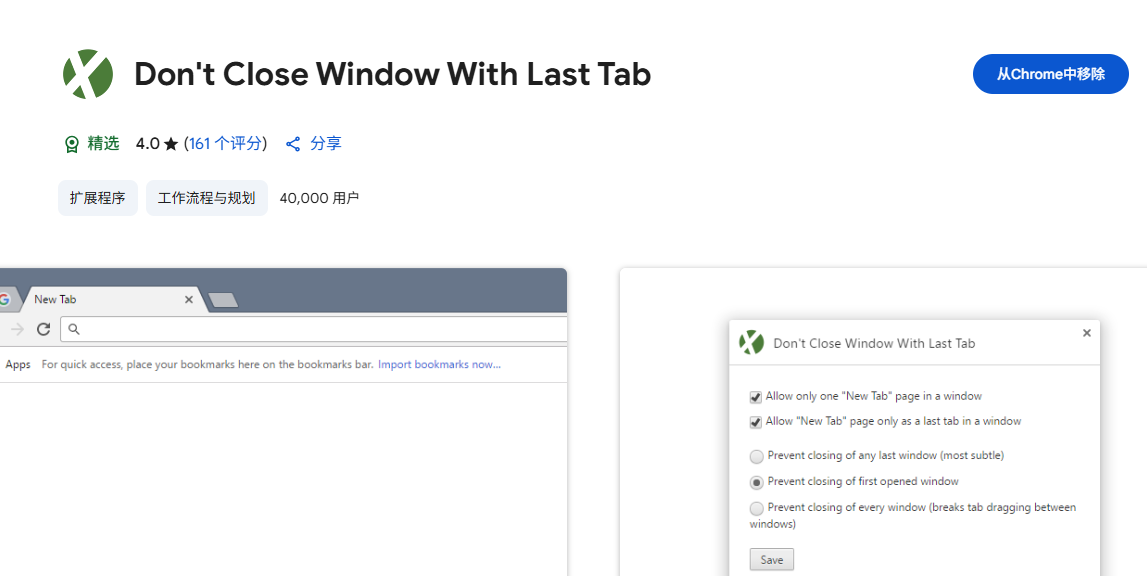 Don't Close Window With Last Tab
从Chrome中移除
精选 4.0 ★ (161 个评分) 分享
扩展程序 工作流程与规划 40,000 用户
G New Tab
Apps For quick access, place your bookmarks here on the bookmarks bar. Import bookmarks now...
Don't Close Window With Last Tab
Allow only one "New Tab" page in a window
Allow "New Tab" page only as a last tab in a window
Prevent closing of any last window (most subtle)
Prevent closing of first opened window
Prevent closing of every window (breaks tab dragging between
windows)
Save